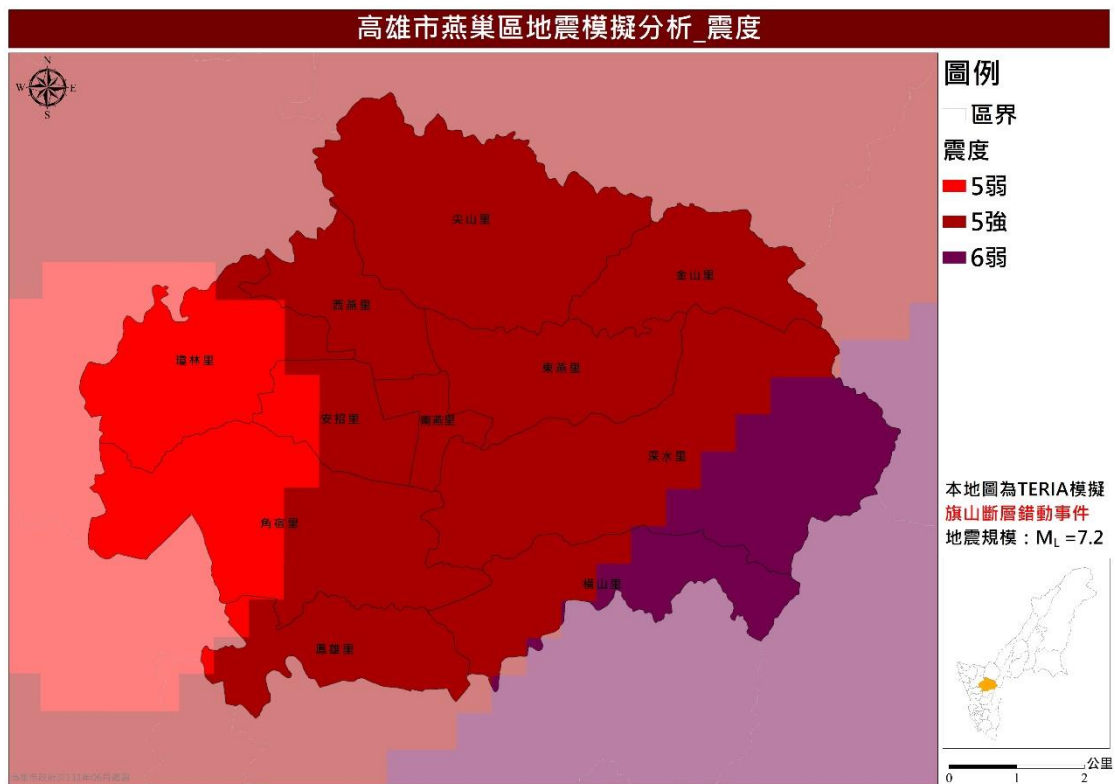 高雄市燕巢區地震模擬分析_震度
N
W
E
S
圖例
區界
震度
5弱
5強
6弱
尖山里
金山里
西燕里
瓊林里
東燕里
安招里
南燕里
深水里
角宿里
橫山里
鳳雄里
本地圖為TERIA模擬
旗山斷層錯動事件
地震規模：ML =7.2
公里
0 1 2